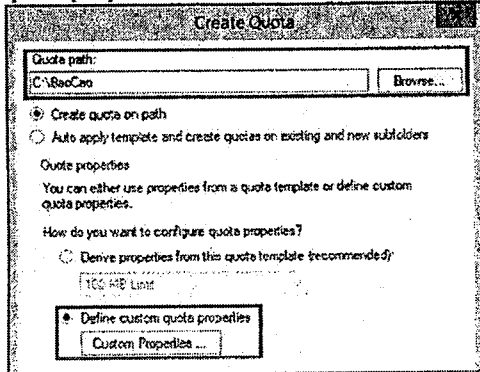 Create Quota
Quota path:
C:\BaoCao
Browse...
Create quota on path
Auto apply template and create quotas on existing and new subfolders
Quota properties
You can either use properties from a quota template or define custom
quota properties.
How do you want to configure quota properties?
Derive properties from this quota template (recommended):
100 MB Limit
Define custom quota properties
Custom Properties ...